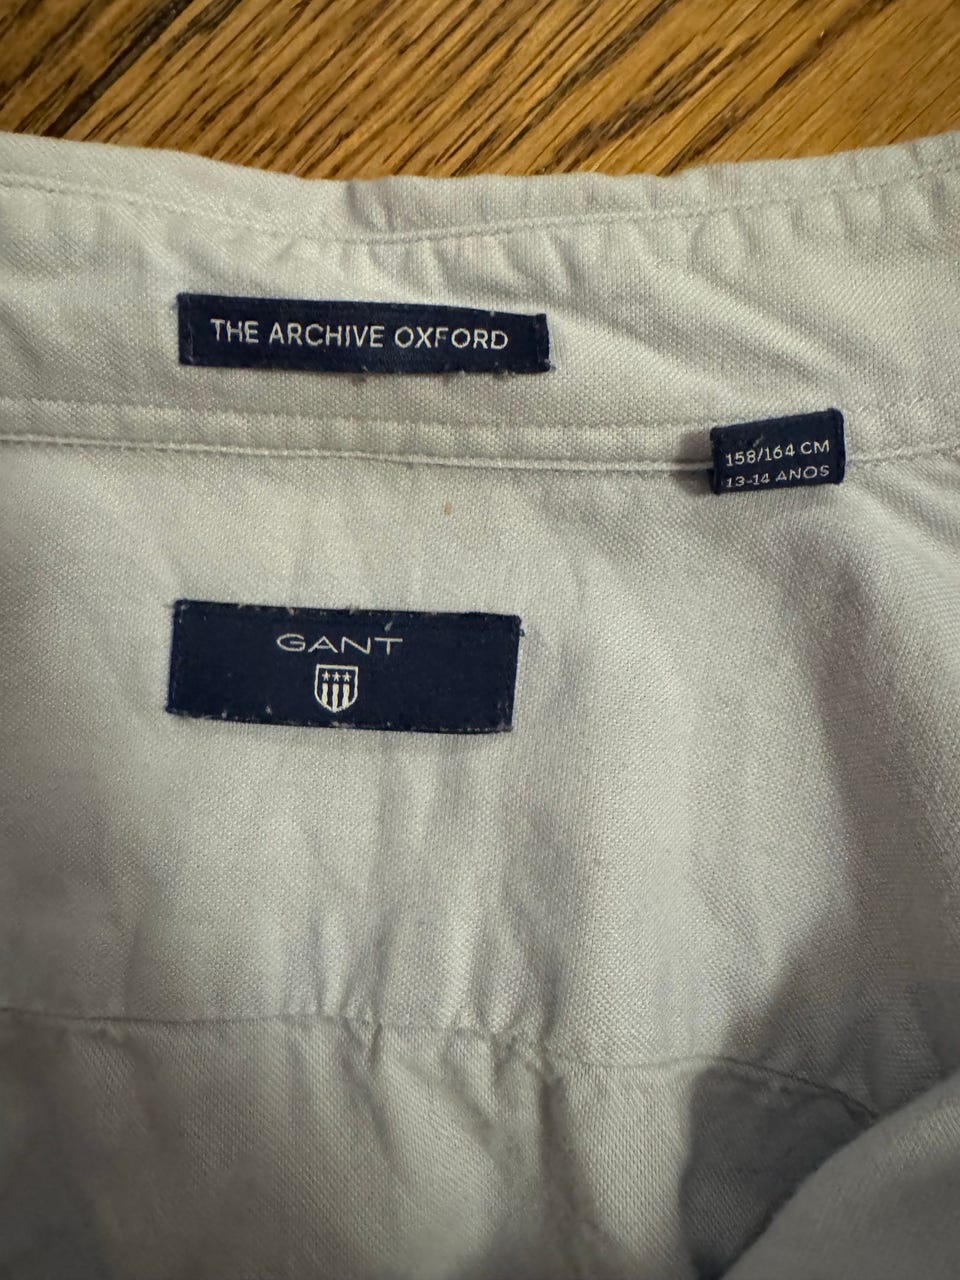 THE ARCHIVE OXFORD
158/164 CM
13-14 ANOS
GANT